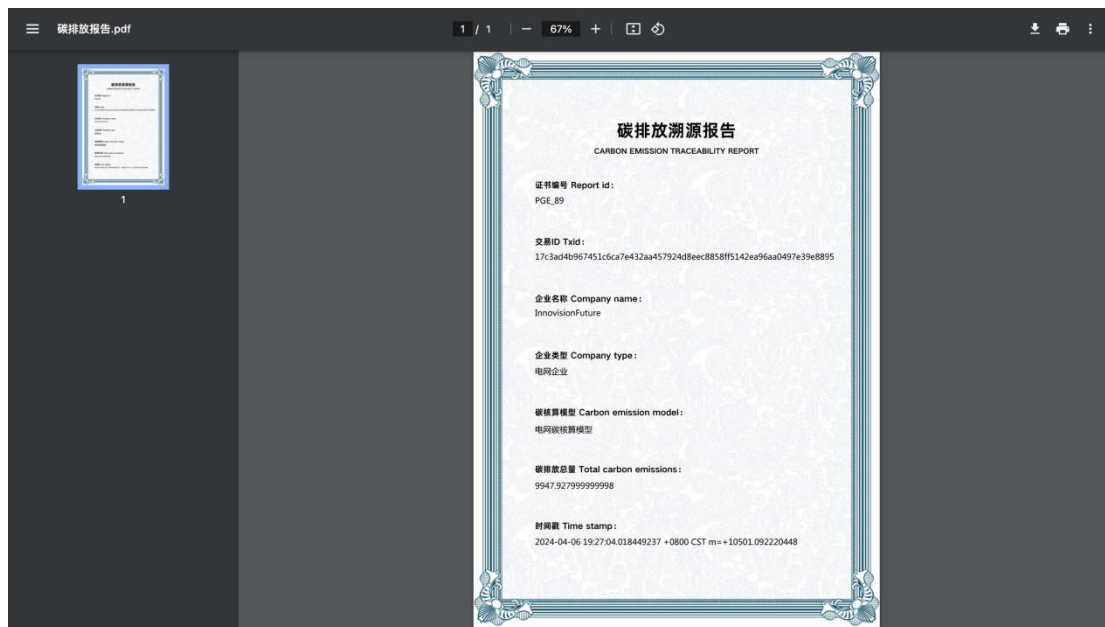 碳排放报告.pdf
1 / 1
67%
1
碳排放溯源报告
CARBON EMISSION TRACEABILITY REPORT
证书编号 Report id：
PGE_89
交易ID Txid：
17c3ad4b967451c6ca7e432aa457924d8eec8858ff5142ea96aa0497e39e8895
企业名称 Company name：
InnovisionFuture
企业类型 Company type：
电网企业
碳核算模型 Carbon emission model：
电网碳核算模型
碳排放总量 Total carbon emissions：
9947.927999999998
时间戳 Time stamp：
2024-04-06 19:27:04.018449237 +0800 CST m=+10501.092220448